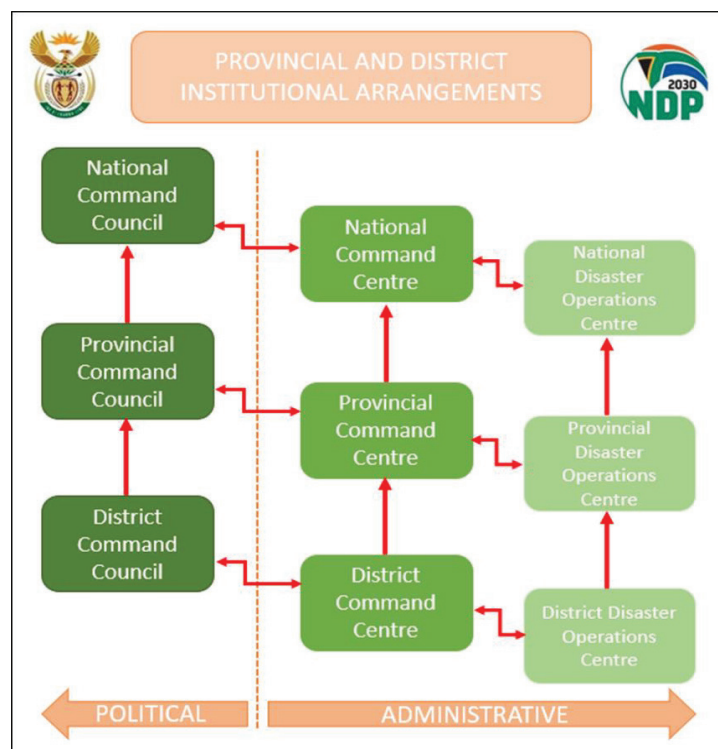 PROVINCIAL AND DISTRICT
INSTITUTIONAL ARRANGEMENTS
2030
NDP
National
Command
Council
National
Command
Centre
National
Disaster
Operations
Centre
Provincial
Command
Council
Provincial
Command
Centre
Provincial
Disaster
Operations
Centre
District
Command
Council
District
Command
Centre
District Disaster
Operations
Centre
POLITICAL
ADMINISTRATIVE